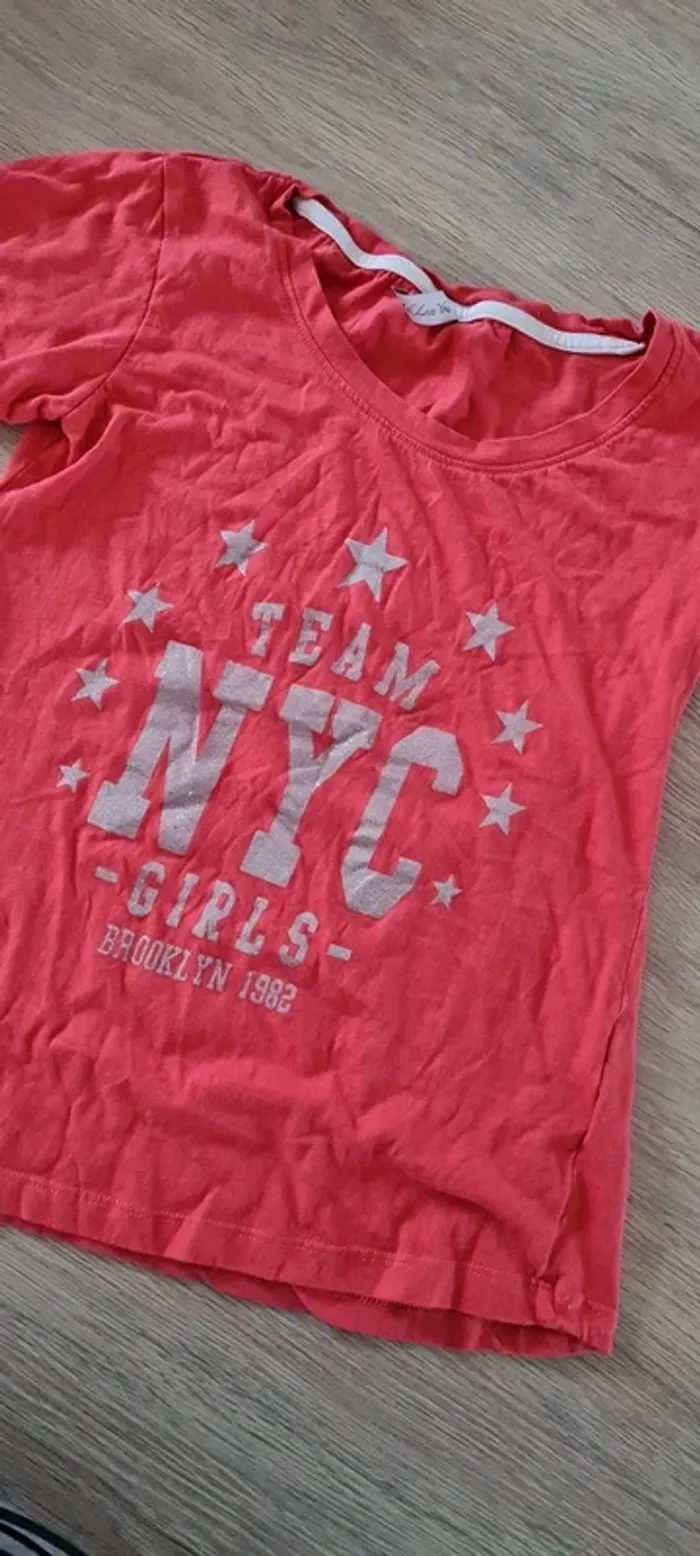 TEAM
NYC
-GIRLS-
BROOKLYN 1982